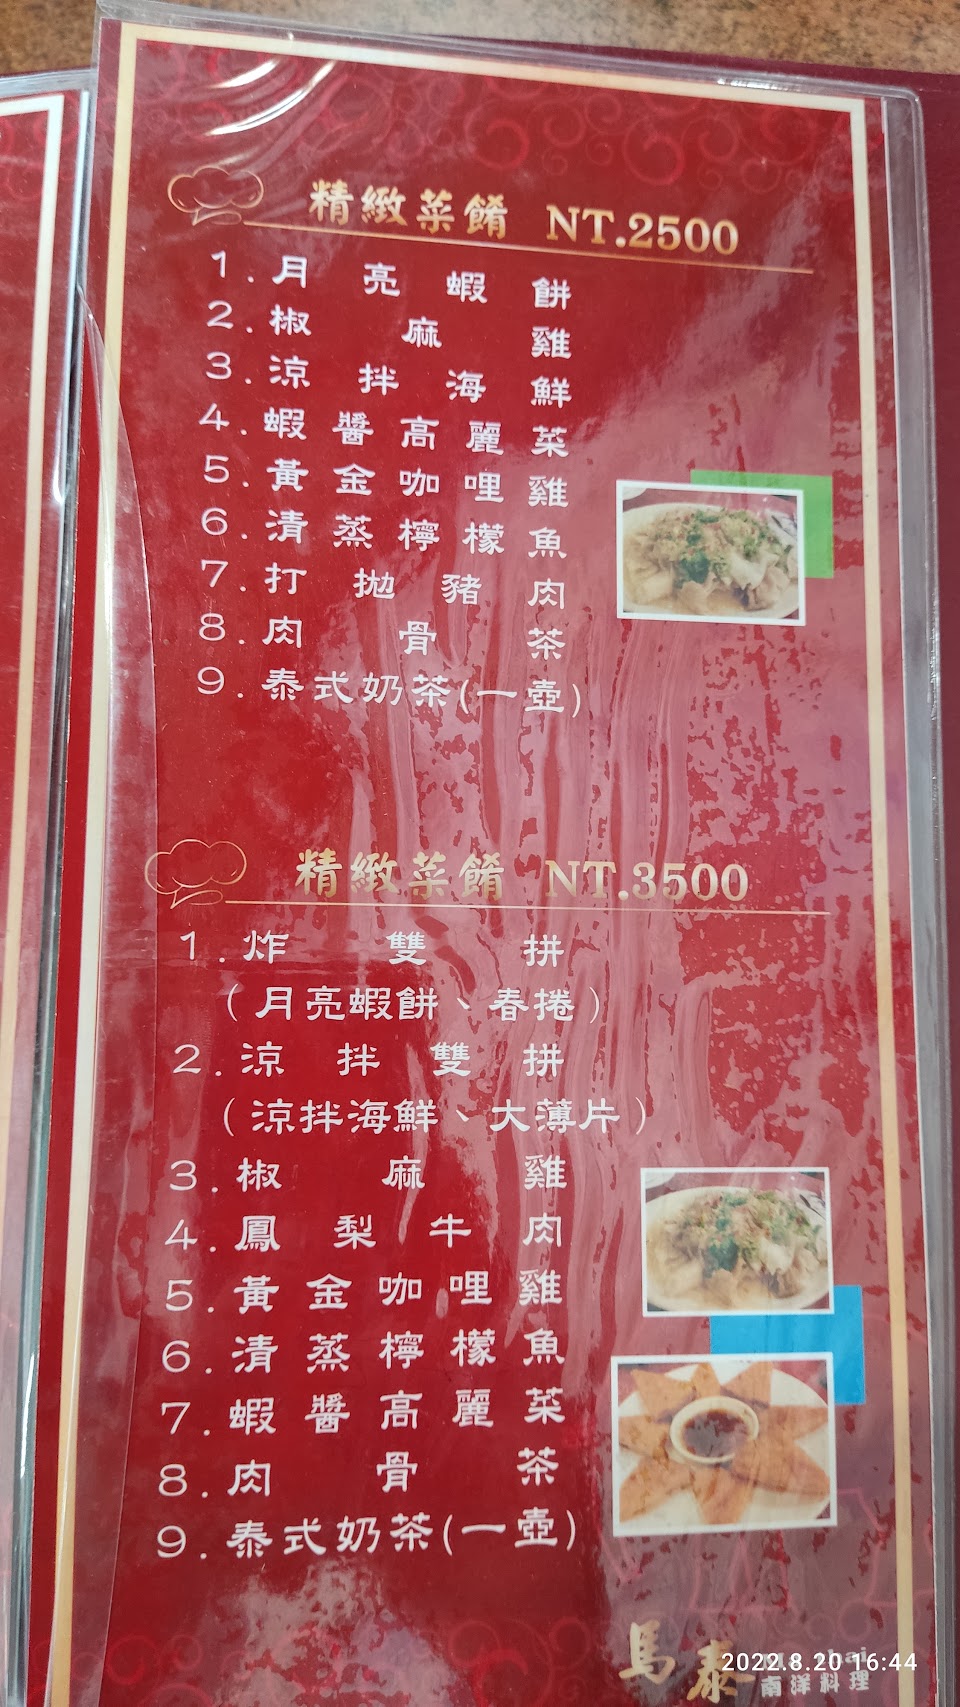 精緻菜餚 NT.2500
1.月亮蝦餅
2.椒麻雞
3.涼拌海鮮
4.蝦醬高麗菜
5.黃金咖哩雞
6.清蒸檸檬魚
7.打拋豬肉
8.肉骨茶
9.泰式奶茶(一壺)
精緻菜餚 NT.3500
1.炸雙拼
(月亮蝦餅、春捲)
2.涼拌雙拼
(涼拌海鮮、大薄片)
3.椒麻雞
4.鳳梨牛肉
5.黃金咖哩雞
6.清蒸檸檬魚
7.蝦醬高麗菜
8.肉骨茶
9.泰式奶茶(一壺)
馬泰
南洋料理
2022.8.20 16:44